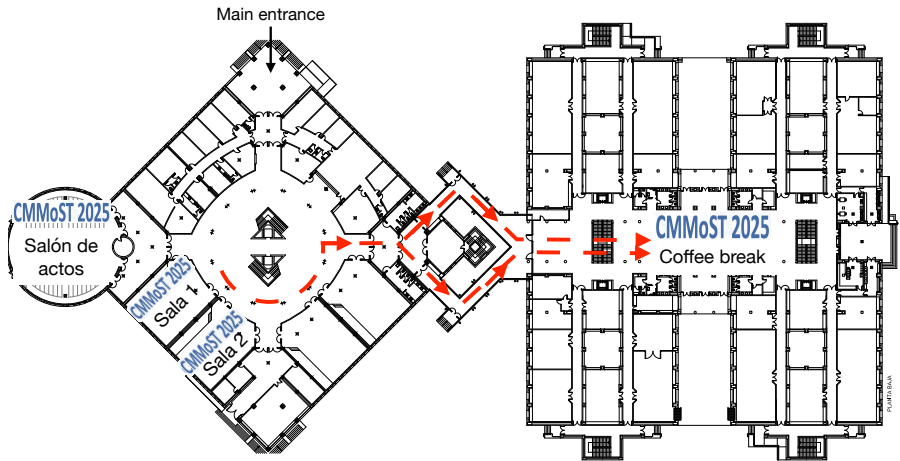 Main entrance
CMMoST 2025
Salón de
actos
CMMoST 2025
Sala 1
CMMoST 2025
Sala 2
CMMoST 2025
Coffee break
PLANTA BAJA